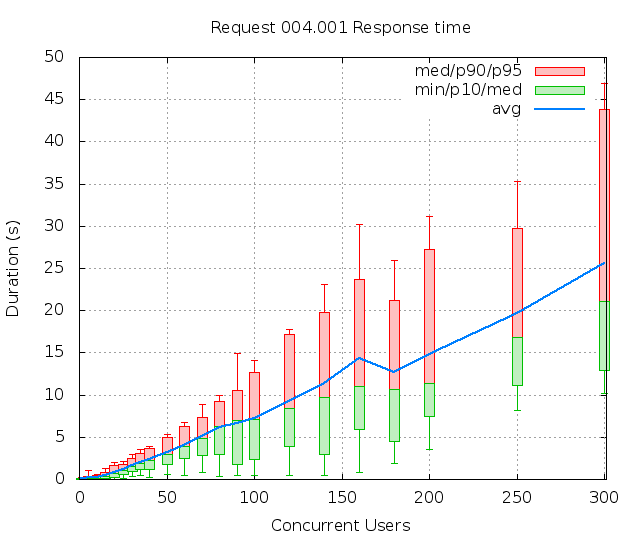 Request 004.001 Response time
med/p90/p95
min/p10/med
avg
Duration (s)
50
45
40
35
30
25
20
15
10
5
0
0 50 100 150 200 250 300
Concurrent Users